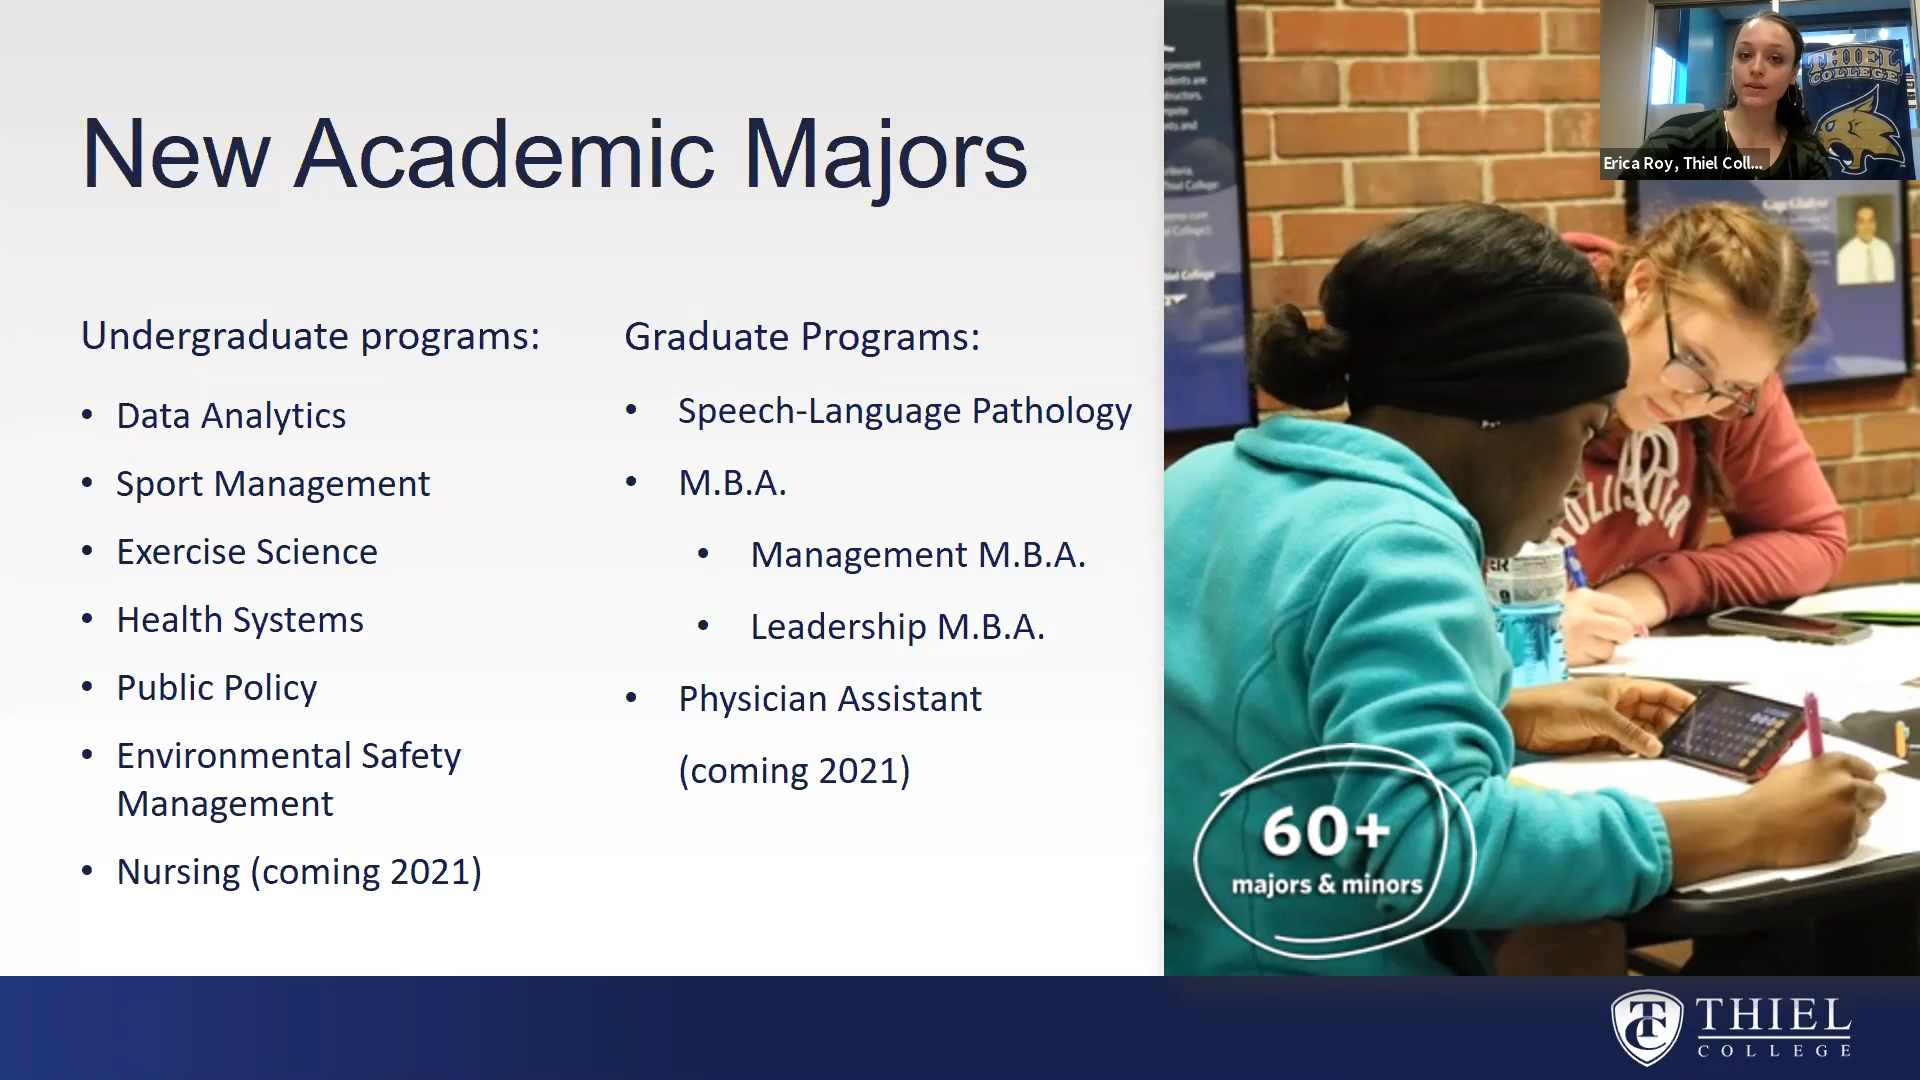 New Academic Majors
Undergraduate programs:
• Data Analytics
• Sport Management
• Exercise Science
• Health Systems
• Public Policy
• Environmental Safety
Management
• Nursing (coming 2021)
Graduate Programs:
• Speech-Language Pathology
• M.B.A.
• Management M.B.A.
• Leadership M.B.A.
• Physician Assistant
(coming 2021)
THIEL
COLLEGE
Erica Roy, Thiel Coll...
60+
majors & minors
THIEL
COLLEGE